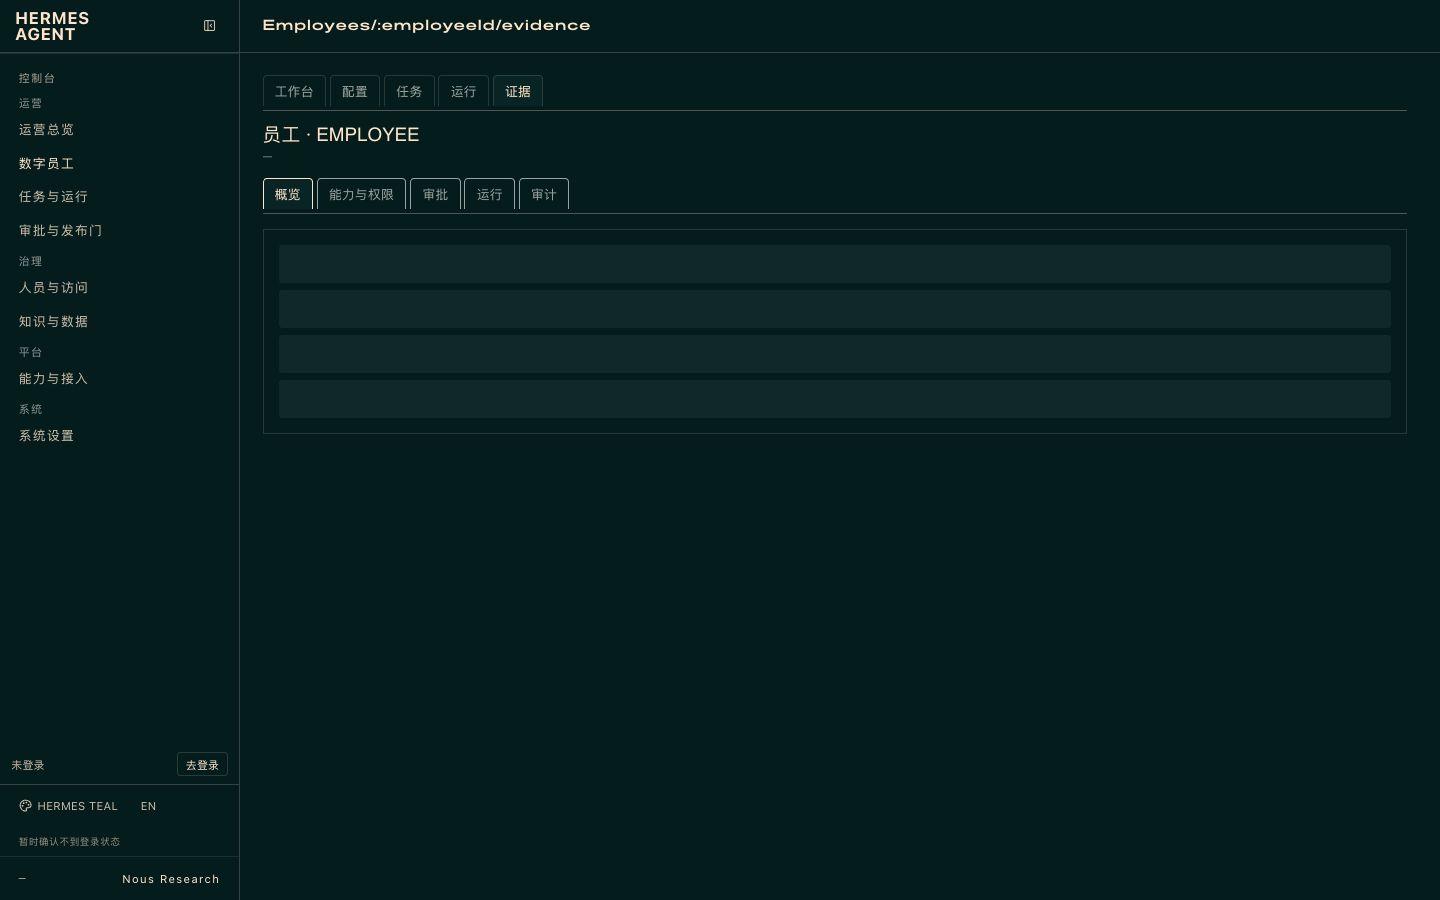 HERMES
AGENT
Employees/:employeeId/evidence
控制台
运营
运营总览
数字员工
任务与运行
审批与发布门
治理
人员与访问
知识与数据
平台
能力与接入
系统
系统设置
工作台 配置 任务 运行 证据
员工 · EMPLOYEE
—
概览 能力与权限 审批 运行 审计
未登录 去登录
HERMES TEAL EN
暂时确认不到登录状态
— Nous Research